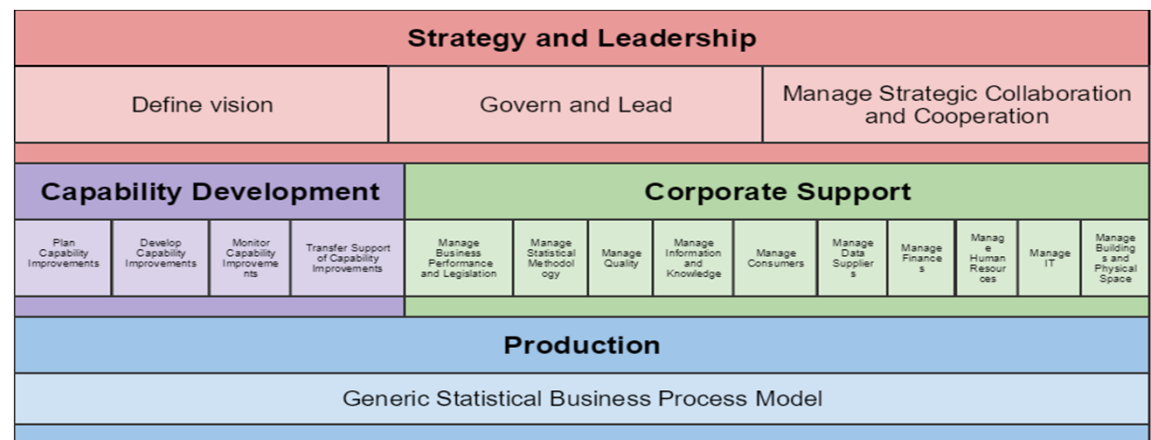 Strategy and Leadership
Define vision
Govern and Lead
Manage Strategic Collaboration
and Cooperation
Capability Development
Corporate Support
Plan
Capability
Improvements
Develop
Capability
Improvements
Monitor
Capability
Improveme
nts
Transfer Support
of Capability
Improvements
Manage
Business
Performance
and Legislation
Manage
Statistical
Methodol
ogy
Manage
Quality
Manage
Information
and
Knowledge
Manage
Consumers
Manage
Data
Supplier
s
Manage
Finance
s
Manag
e
Human
Resour
ces
Manage
IT
Manage
Building
s and
Physical
Space
Production
Generic Statistical Business Process Model